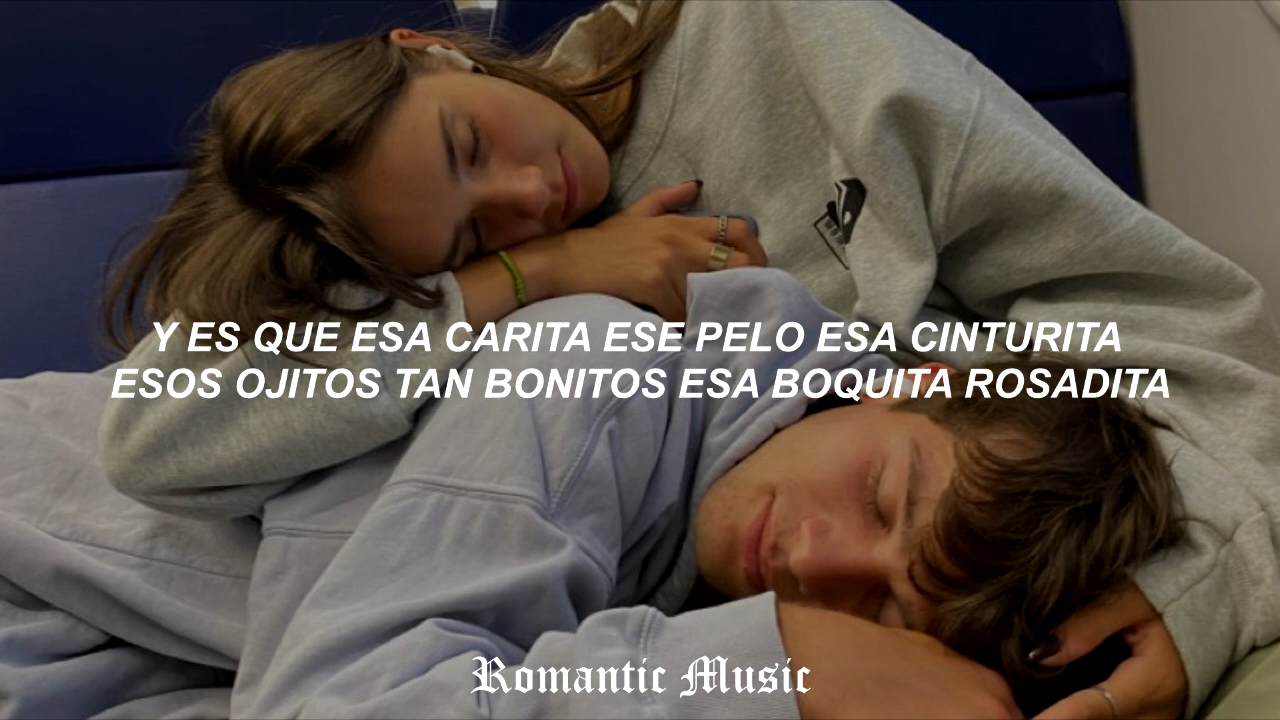 Y ES QUE ESA CARITA ESE PELO ESA CINTURITA
ESOS OJITOS TAN BONITOS ESA BOQUITA ROSADITA
Romantic Music